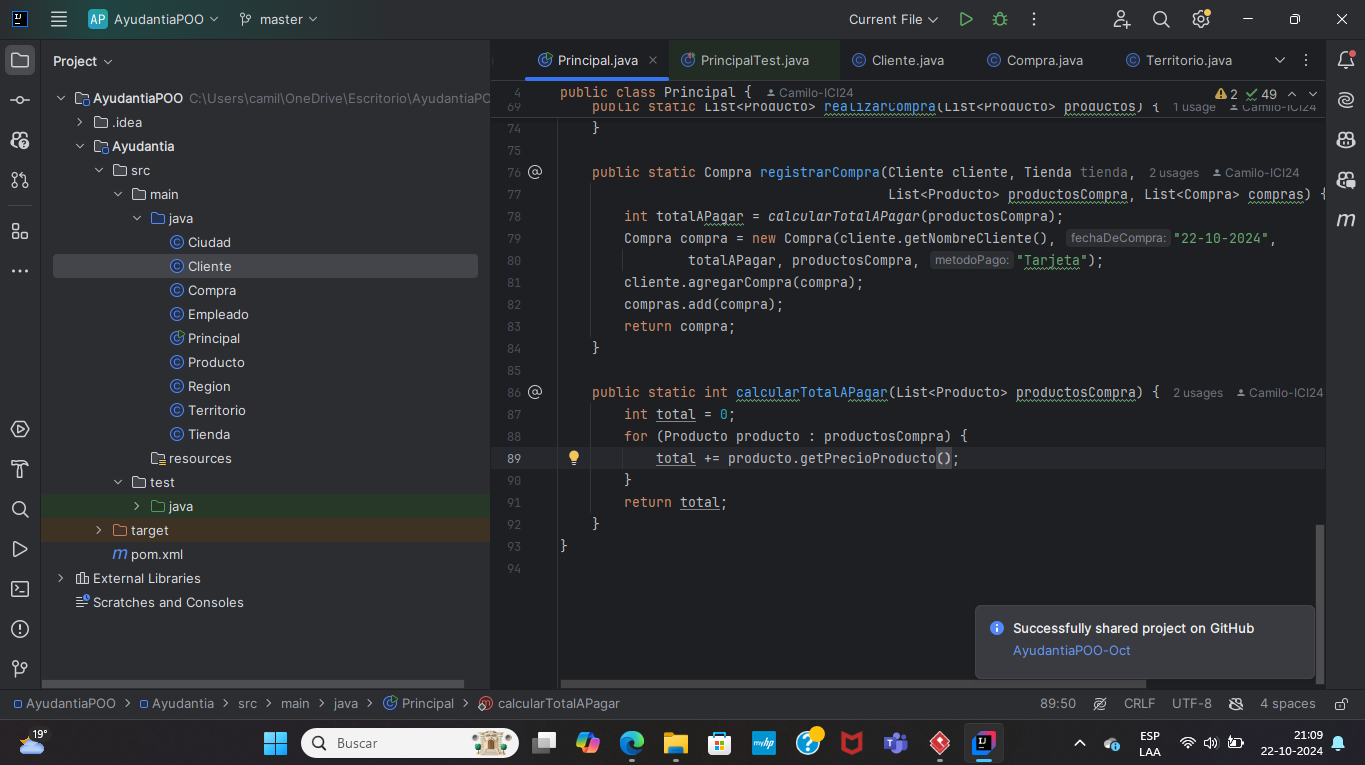 AP AyudantiaPOO master Current File
Project
Principal.java PrincipalTest.java Cliente.java Compra.java Territorio.java
AyudantiaPOO C:\Users\camil\OneDrive\Escritorio\AyudantiaPO
.idea
Ayudantia
src
main
java
Ciudad
Cliente
Compra
Empleado
Principal
Producto
Region
Territorio
Tienda
resources
test
java
target
pom.xml
External Libraries
Scratches and Consoles
4 public class Principal { Camilo-ICI24 2 49
69 public static List<Producto> realizarCompra(List<Producto> productos) { 1 usage Camilo-ICI24
74 }
75
76 public static Compra registrarCompra(Cliente cliente, Tienda tienda, 2 usages Camilo-ICI24
77 List<Producto> productosCompra, List<Compra> compras) {
78 int totalAPagar = calcularTotalAPagar(productosCompra);
79 Compra compra = new Compra(cliente.getNombreCliente(), fechaDeCompra: "22-10-2024",
80 totalAPagar, productosCompra, metodoPago: "Tarjeta");
81 cliente.agregarCompra(compra);
82 compras.add(compra);
83 return compra;
84 }
85
86 public static int calcularTotalAPagar(List<Producto> productosCompra) { 2 usages Camilo-ICI24
87 int total = 0;
88 for (Producto producto : productosCompra) {
89 total += producto.getPrecioProducto();
90 }
91 return total;
92 }
93 }
94
Successfully shared project on GitHub
AyudantiaPOO-Oct
AyudantiaPOO > Ayudantia > src > main > java > Principal > calcularTotalAPagar 89:50 CRLF UTF-8 4 spaces
19° Buscar ESP LAA 21:09
22-10-2024